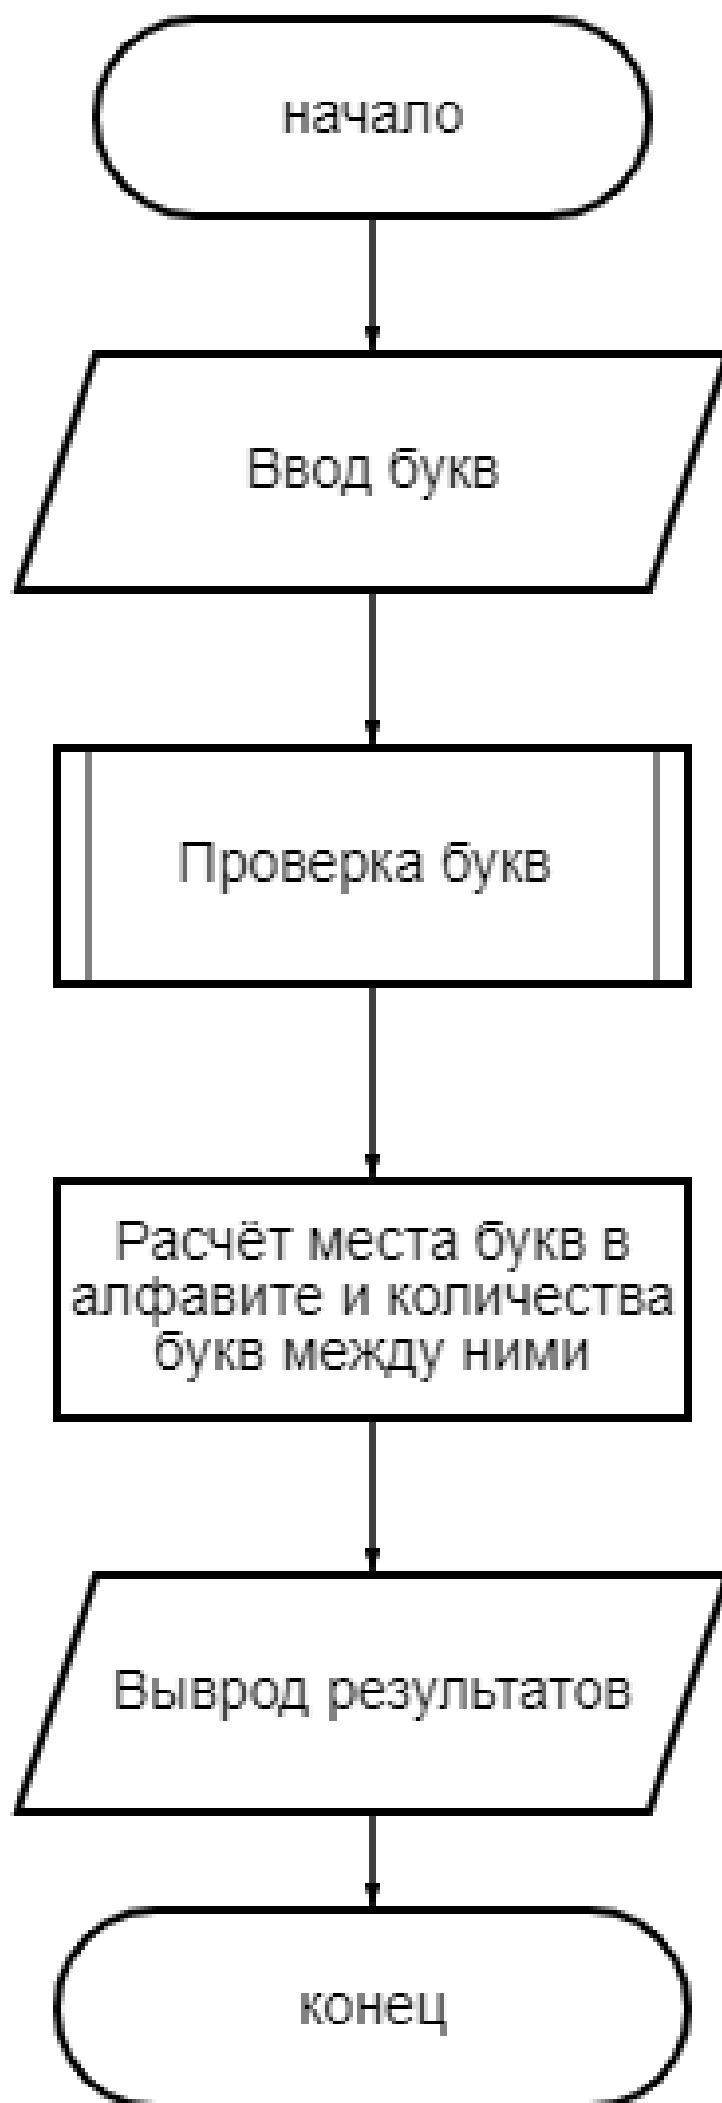 начало
Ввод букв
Проверка букв
Расчёт места букв в
алфавите и количества
букв между ними
Выврод результатов
конец